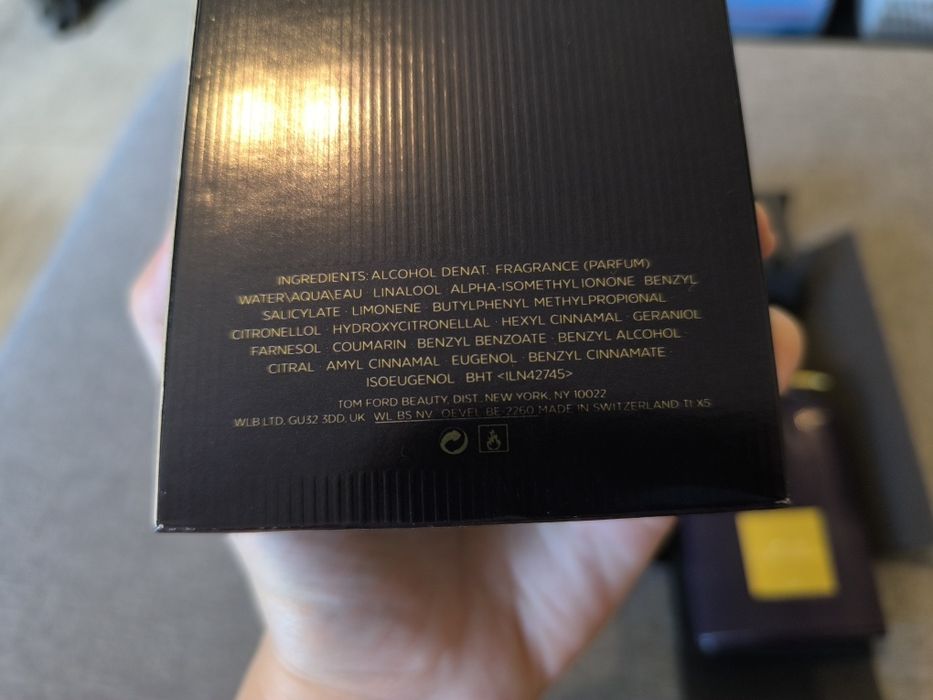 INGREDIENTS: ALCOHOL DENAT. FRAGRANCE (PARFUM)
WATER\AQUA\EAU LINALOOL ALPHA-ISOMETHYL IONONE BENZYL
SALICYLATE · LIMONENE · BUTYLPHENYL METHYLPROPIONAL
CITRONELLOL · HYDROXYCITRONELLAL · HEXYL CINNAMAL · GERANIOL
FARNESOL · COUMARIN · BENZYL BENZOATE · BENZYL ALCOHOL ·
CITRAL · AMYL CINNAMAL · EUGENOL · BENZYL CINNAMATE ·
ISOEUGENOL · BHT <ILN42745>
TOM FORD BEAUTY, DIST. NEW YORK, NY 10022
WLB LTD. GU32 3DD, UK WL BS NV · OEVEL BE 2260 MADE IN SWITZERLAND T1 X5